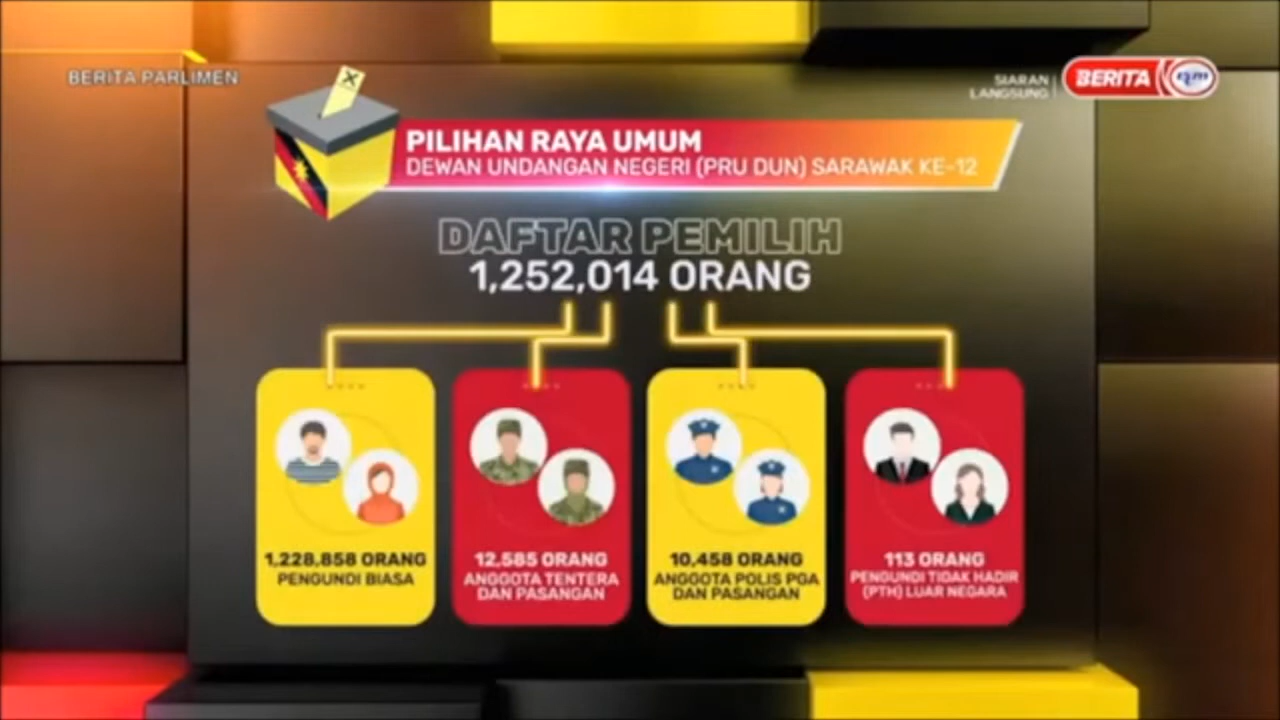 BERITA PARLIMEN
SIARAN
LANGSUNG
BERITA rtm
PILIHAN RAYA UMUM
DEWAN UNDANGAN NEGERI (PRU DUN) SARAWAK KE-12
DAFTAR PEMILIH
1,252,014 ORANG
1,228,858 ORANG
PENGUNDI BIASA
12,585 ORANG
ANGGOTA TENTERA
DAN PASANGAN
10,458 ORANG
ANGGOTA POLIS PGA
DAN PASANGAN
113 ORANG
PENGUNDI TIDAK HADIR
(PTH) LUAR NEGARA